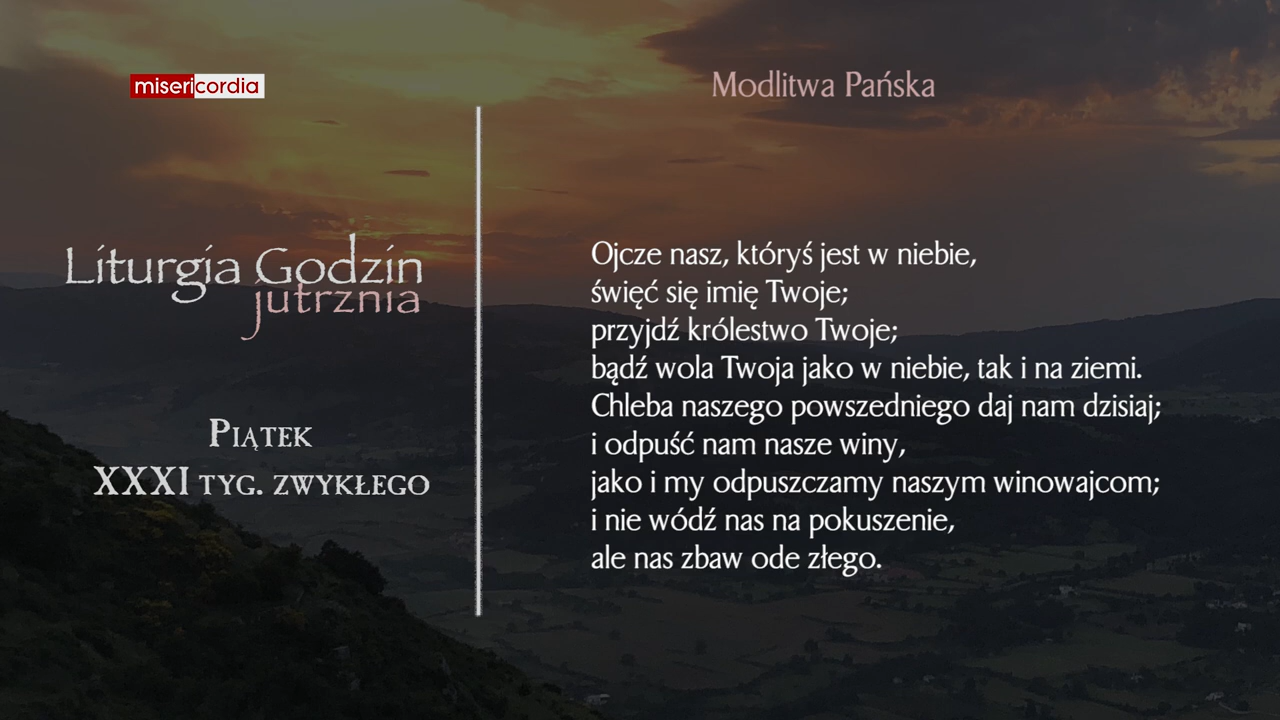 misericordia
Liturgia Godzin
jutrznia
Piątek
XXXI tyg. zwykłego
Modlitwa Pańska
Ojcze nasz, któryś jest w niebie,
święć się imię Twoje;
przyjdź królestwo Twoje;
bądź wola Twoja jako w niebie, tak i na ziemi.
Chleba naszego powszedniego daj nam dzisiaj;
i odpuść nam nasze winy,
jako i my odpuszczamy naszym winowajcom;
i nie wódź nas na pokuszenie,
ale nas zbaw ode złego.